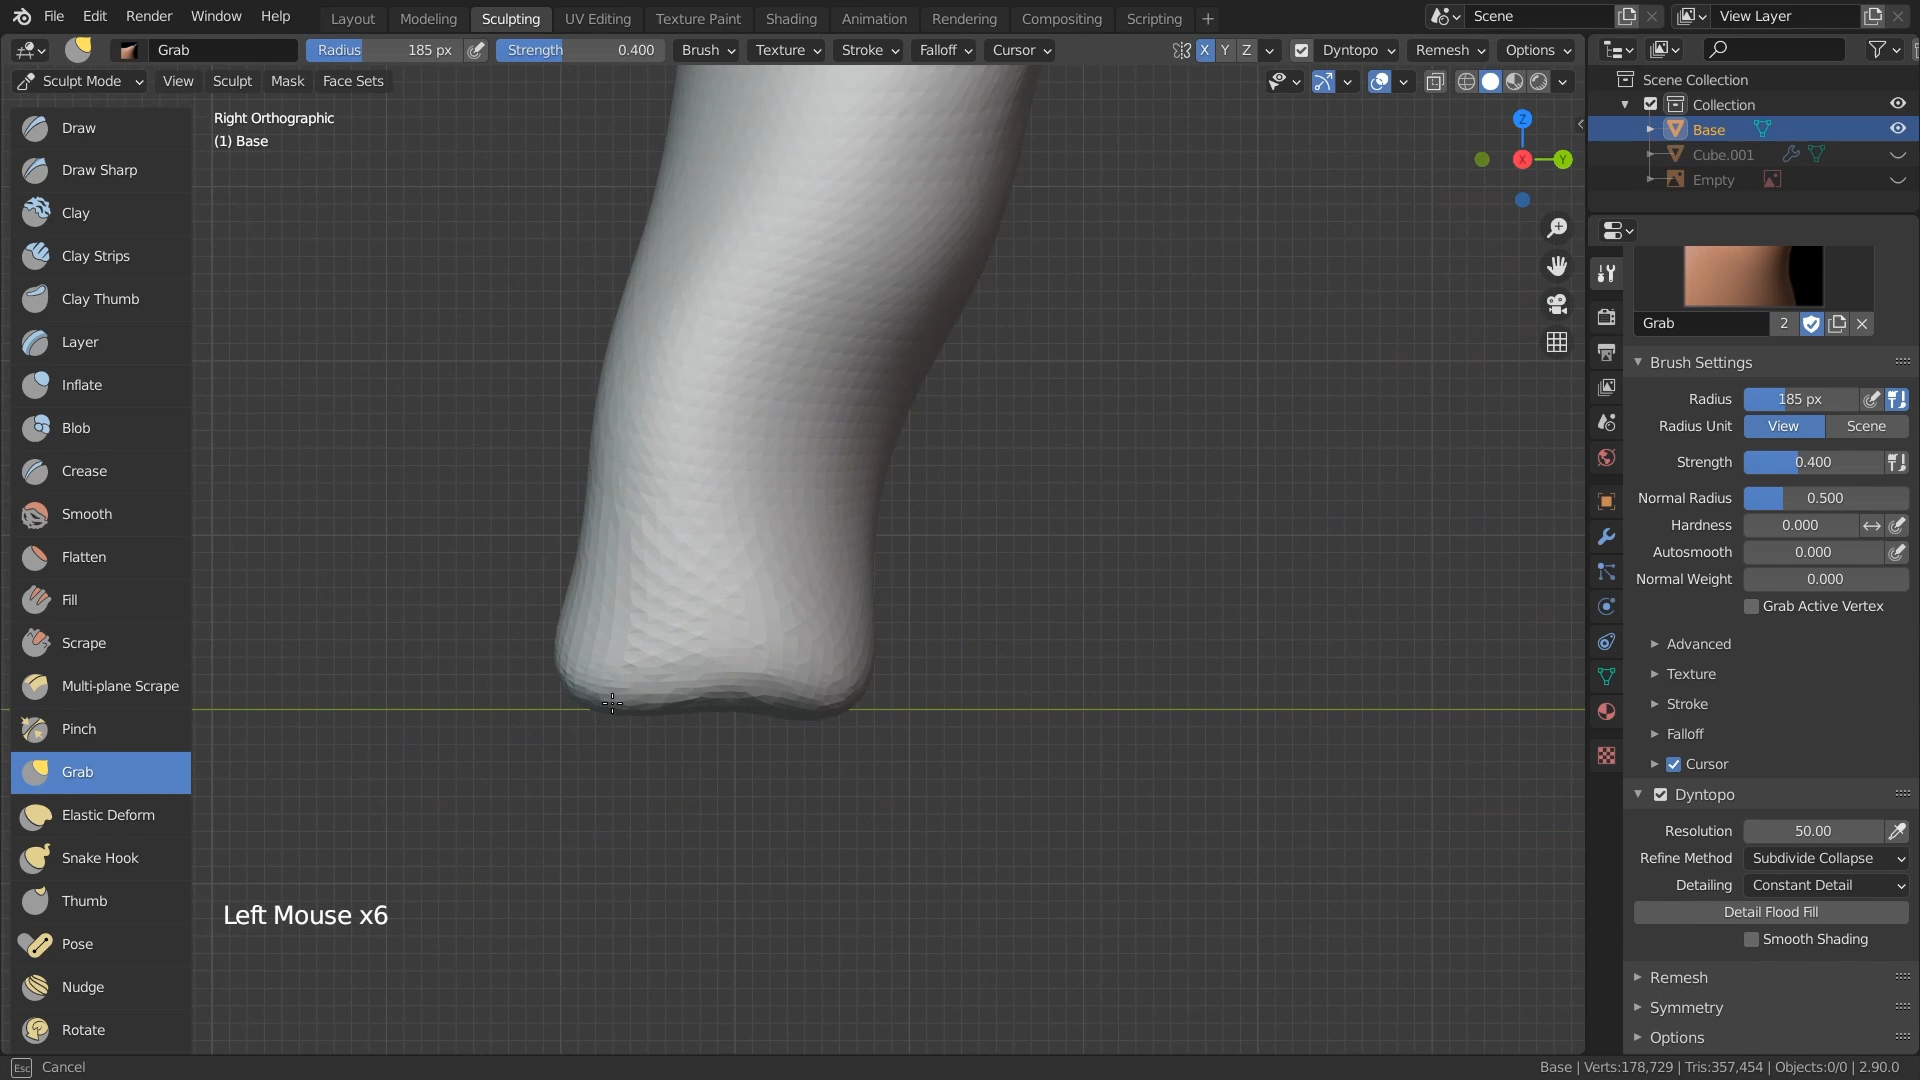 File Edit Render Window Help Layout Modeling Sculpting UV Editing Texture Paint Shading Animation Rendering Compositing Scripting + Scene View Layer
Grab Radius 185 px Strength 0.400 Brush Texture Stroke Falloff Cursor X Y Z Dyntopo Remesh Options
Sculpt Mode View Sculpt Mask Face Sets
Right Orthographic
(1) Base
Z
X
Y
Draw
Draw Sharp
Clay
Clay Strips
Clay Thumb
Layer
Inflate
Blob
Crease
Smooth
Flatten
Fill
Scrape
Multi-plane Scrape
Pinch
Grab
Elastic Deform
Snake Hook
Thumb
Pose
Nudge
Rotate
Left Mouse x6
Scene Collection
Collection
Base
Cube.001
Empty
Grab 2
Brush Settings
Radius 185 px
Radius Unit View Scene
Strength 0.400
Normal Radius 0.500
Hardness 0.000
Autosmooth 0.000
Normal Weight 0.000
Grab Active Vertex
Advanced
Texture
Stroke
Falloff
Cursor
Dyntopo
Resolution 50.00
Refine Method Subdivide Collapse
Detailing Constant Detail
Detail Flood Fill
Smooth Shading
Remesh
Symmetry
Options
Esc Cancel
Base | Verts:178,729 | Tris:357,454 | Objects:0/0 | 2.90.0